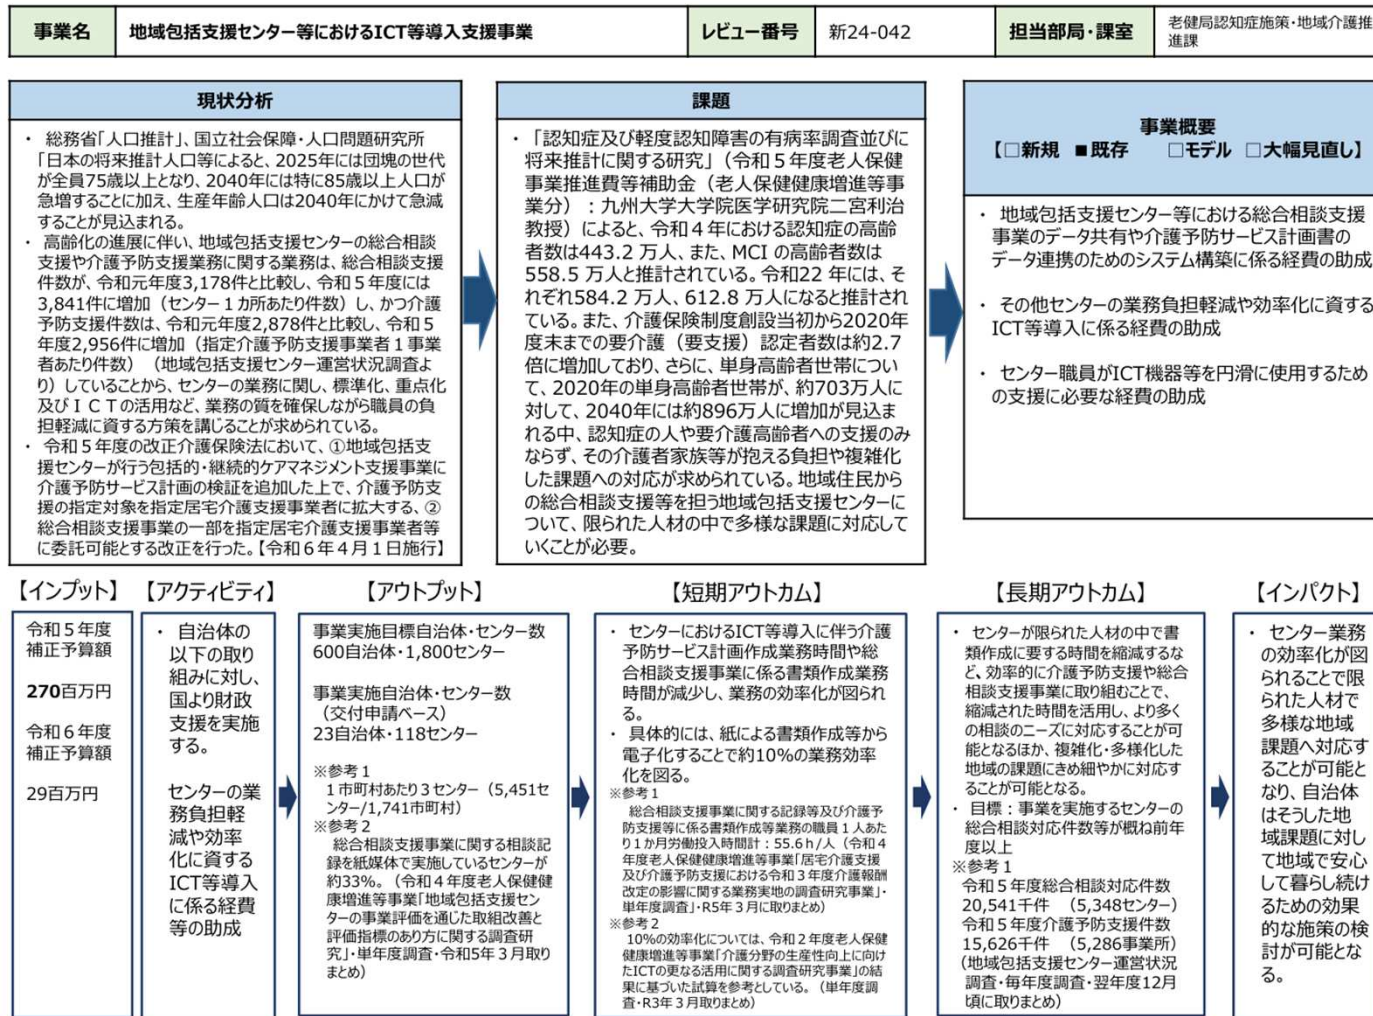 事業名
地域包括支援センター等におけるICT等導入支援事業
レビュー番号
新24-042
担当部局・課室
老健局認知症施策・地域介護推
進課
現状分析
・ 総務省「人口推計」、国立社会保障・人口問題研究所
「日本の将来推計人口等によると、2025年には団塊の世代
が全員75歳以上となり、2040年には特に85歳以上人口が
急増することに加え、生産年齢人口は2040年にかけて急減
することが見込まれる。
・ 高齢化の進展に伴い、地域包括支援センターの総合相談
支援や介護予防支援業務に関する業務は、総合相談支援
件数が、令和元年度3,178件と比較し、令和５年度には
3,841件に増加（センター１カ所あたり件数）し、かつ介護
予防支援件数は、令和元年度2,878件と比較し、令和５
年度2,956件に増加（指定介護予防支援事業者１事業
者あたり件数）（地域包括支援センター運営状況調査よ
り）していることから、センターの業務に関し、標準化、重点化
及びＩＣＴの活用など、業務の質を確保しながら職員の負
担軽減に資する方策を講じることが求められている。
・ 令和５年度の改正介護保険法において、①地域包括支
援センターが行う包括的・継続的ケアマネジメント支援事業に
介護予防サービス計画の検証を追加した上で、介護予防支
援の指定対象を指定居宅介護支援事業者に拡大する、②
総合相談支援事業の一部を指定居宅介護支援事業者等
に委託可能とする改正を行った。【令和６年４月１日施行】
課題
・ 「認知症及び軽度認知障害の有病率調査並びに
将来推計に関する研究」（令和５年度老人保健
事業推進費等補助金（老人保健健康増進等事
業分）：九州大学大学院医学研究院二宮利治
教授）によると、令和４年における認知症の高齢
者数は443.2 万人、また、MCI の高齢者数は
558.5 万人と推計されている。令和22 年には、そ
れぞれ584.2 万人、612.8 万人になると推計され
ている。また、介護保険制度創設当初から2020年
度末までの要介護（要支援）認定者数は約2.7
倍に増加しており、さらに、単身高齢者世帯につい
て、2020年の単身高齢者世帯が、約703万人に
対して、2040年には約896万人に増加が見込ま
れる中、認知症の人や要介護高齢者への支援のみ
ならず、その介護者家族等が抱える負担や複雑化
した課題への対応が求められている。地域住民から
の総合相談支援等を担う地域包括支援センターに
ついて、限られた人材の中で多様な課題に対応して
いくことが必要。
事業概要
【□新規 ■既存 □モデル □大幅見直し】
・ 地域包括支援センター等における総合相談支援
事業のデータ共有や介護予防サービス計画書の
データ連携のためのシステム構築に係る経費の助成
・ その他センターの業務負担軽減や効率化に資する
ICT等導入に係る経費の助成
・ センター職員がICT機器等を円滑に使用するため
の支援に必要な経費の助成
【インプット】
令和５年度
補正予算額
270百万円
令和６年度
補正予算額
29百万円
【アクティビティ】
・ 自治体の
以下の取り
組みに対し、
国より財政
支援を実施
する。
センターの業
務負担軽
減や効率
化に資する
ICT等導入
に係る経費
等の助成
【アウトプット】
事業実施目標自治体・センター数
600自治体・1,800センター
事業実施自治体・センター数
（交付申請ベース）
23自治体・118センター
※参考１
１市町村あたり３センター（5,451セ
ンター/1,741市町村）
※参考２
総合相談支援事業に関する相談記
録を紙媒体で実施しているセンターが
約33％。（令和４年度老人保健健
康増進等事業「地域包括支援セン
ターの事業評価を通じた取組改善と
評価指標のあり方に関する調査研
究」・単年度調査・令和5年３月取り
まとめ）
【短期アウトカム】
・ センターにおけるICT等導入に伴う介護
予防サービス計画作成業務時間や総
合相談支援事業に係る書類作成業務
時間が減少し、業務の効率化が図られ
る。
・ 具体的には、紙による書類作成等から
電子化することで約10％の業務効率
化を図る。
※参考１
総合相談支援事業に関する記録等及び介護予
防支援等に係る書類作成等業務の職員１人あた
り１か月労働投入時間計：55.6ｈ/人（令和４
年度老人保健健康増進等事業「居宅介護支援
及び介護予防支援における令和３年度介護報酬
改定の影響に関する業務実地の調査研究事業」・
単年度調査」・R5年３月に取りまとめ）
※参考２
10%の効率化については、令和２年度老人保健
健康増進等事業「介護分野の生産性向上に向け
たICTの更なる活用に関する調査研究事業」の結
果に基づいた試算を参考としている。（単年度調
査・R3年３月取りまとめ）
【長期アウトカム】
・ センターが限られた人材の中で書
類作成に要する時間を縮減するな
ど、効率的に介護予防支援や総合
相談支援事業に取り組むことで、
縮減された時間を活用し、より多く
の相談のニーズに対応することが可
能となるほか、複雑化・多様化した
地域の課題にきめ細やかに対応す
ることが可能となる。
・ 目標：事業を実施するセンターの
総合相談対応件数等が概ね前年
度以上
※参考１
令和５年度総合相談対応件数
20,541千件 （5,348センター）
令和５年度介護予防支援件数
15,626千件 （5,286事業所）
（地域包括支援センター運営状況
調査・毎年度調査・翌年度12月
頃に取りまとめ）
【インパクト】
・ センター業務
の効率化が図
られることで限
られた人材で
多様な地域
課題へ対応す
ることが可能と
なり、自治体
はそうした地
域課題に対し
て地域で安心
して暮らし続け
るための効果
的な施策の検
討が可能とな
る。